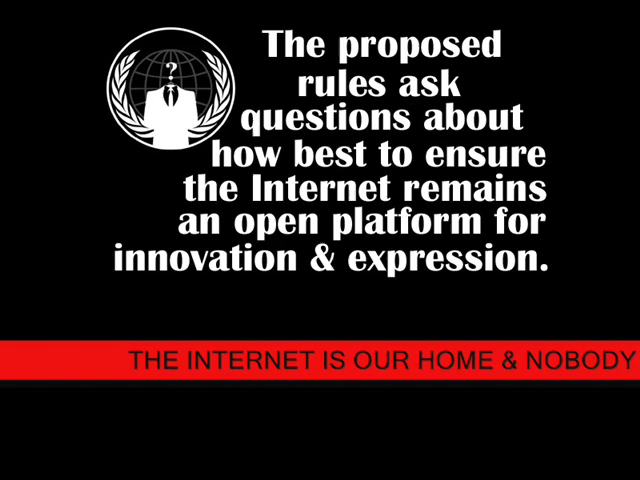 ?
The proposed
rules ask
questions about
how best to ensure
the Internet remains
an open platform for
innovation & expression.
THE INTERNET IS OUR HOME & NOBODY